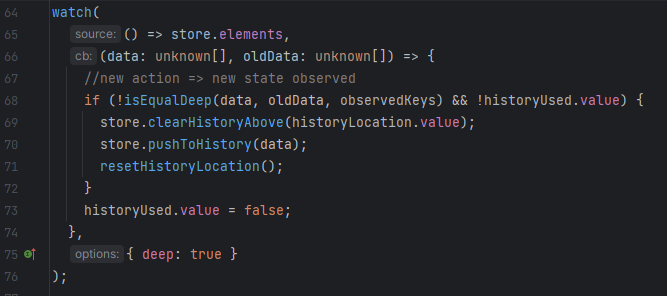 64 watch(
65 source: () => store.elements,
66 cb: (data: unknown[], oldData: unknown[]) => {
67 //new action => new state observed
68 if (!isEqualDeep(data, oldData, observedKeys) && !historyUsed.value) {
69 store.clearHistoryAbove(historyLocation.value);
70 store.pushToHistory(data);
71 resetHistoryLocation();
72 }
73 historyUsed.value = false;
74 },
75 options: { deep: true }
76 );